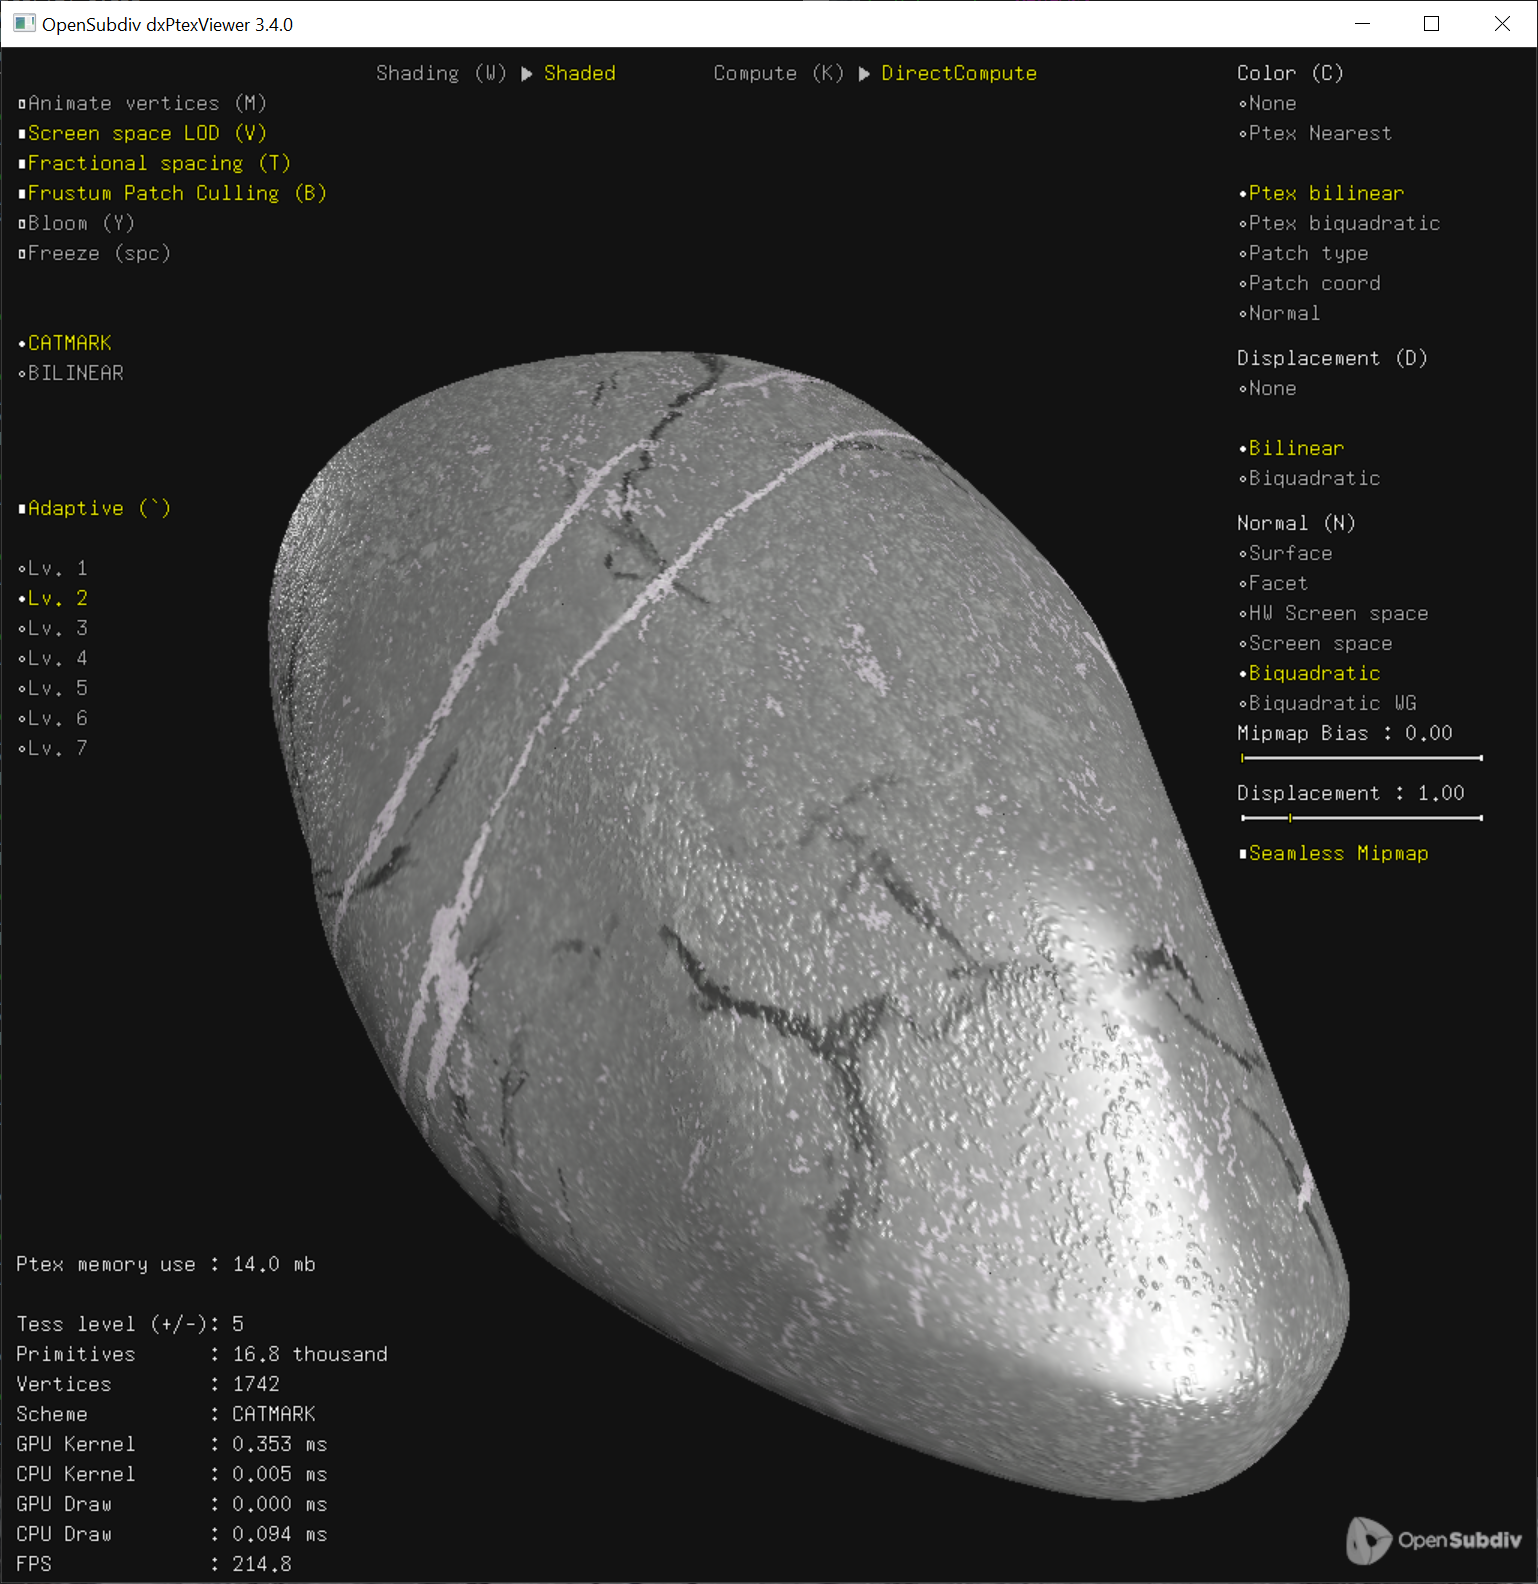 OpenSubdiv dxPtexViewer 3.4.0
Shading (W) ▶ Shaded
Compute (K) ▶ DirectCompute
Animate vertices (M)
Screen space LOD (V)
Fractional spacing (T)
Frustum Patch Culling (B)
Bloom (Y)
Freeze (spc)
CATMARK
BILINEAR
Adaptive (`)
Lv. 1
Lv. 2
Lv. 3
Lv. 4
Lv. 5
Lv. 6
Lv. 7
Color (C)
None
Ptex Nearest
Ptex bilinear
Ptex biquadratic
Patch type
Patch coord
Normal
Displacement (D)
None
Bilinear
Biquadratic
Normal (N)
Surface
Facet
HW Screen space
Screen space
Biquadratic
Biquadratic WG
Mipmap Bias : 0.00
Displacement : 1.00
Seamless Mipmap
Ptex memory use : 14.0 mb
Tess level (+/-): 5
Primitives : 16.8 thousand
Vertices : 1742
Scheme : CATMARK
GPU Kernel : 0.353 ms
CPU Kernel : 0.005 ms
GPU Draw : 0.000 ms
CPU Draw : 0.094 ms
FPS : 214.8
OpenSubdiv